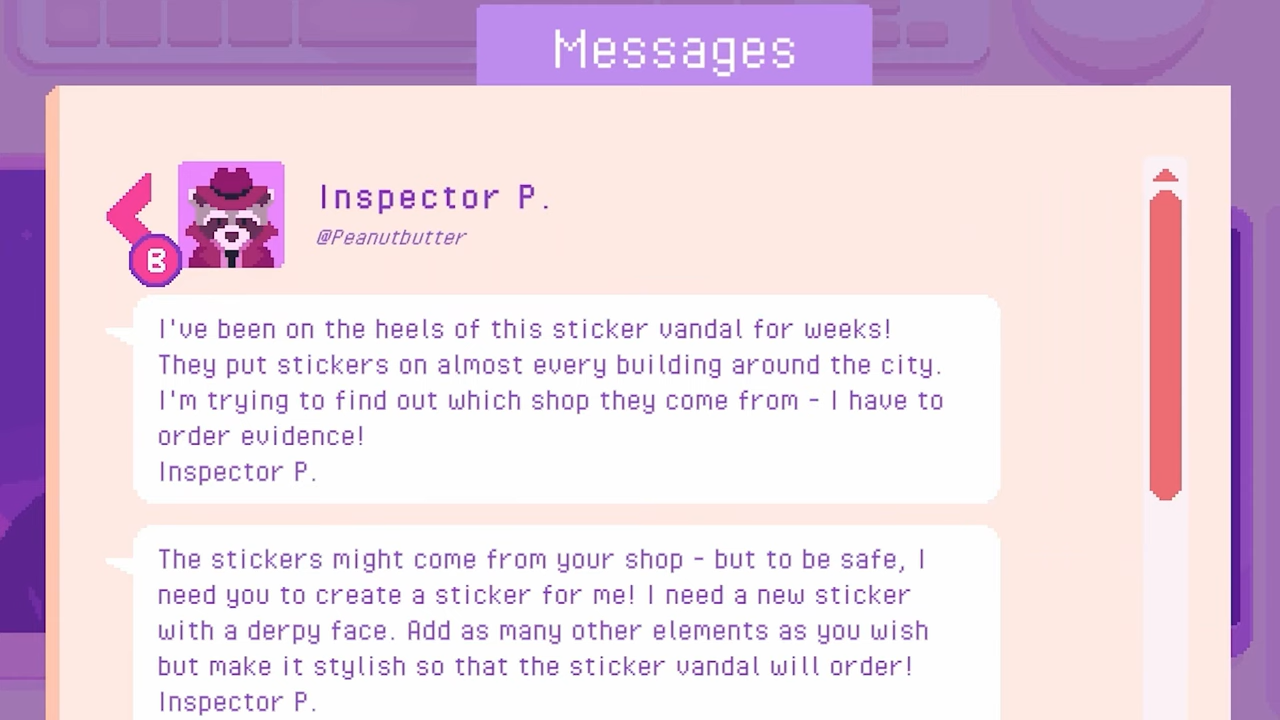 Messages
Inspector P.
@Peanutbutter
B
I've been on the heels of this sticker vandal for weeks!
They put stickers on almost every building around the city.
I'm trying to find out which shop they come from - I have to
order evidence!
Inspector P.
The stickers might come from your shop - but to be safe, I
need you to create a sticker for me! I need a new sticker
with a derpy face. Add as many other elements as you wish
but make it stylish so that the sticker vandal will order!
Inspector P.